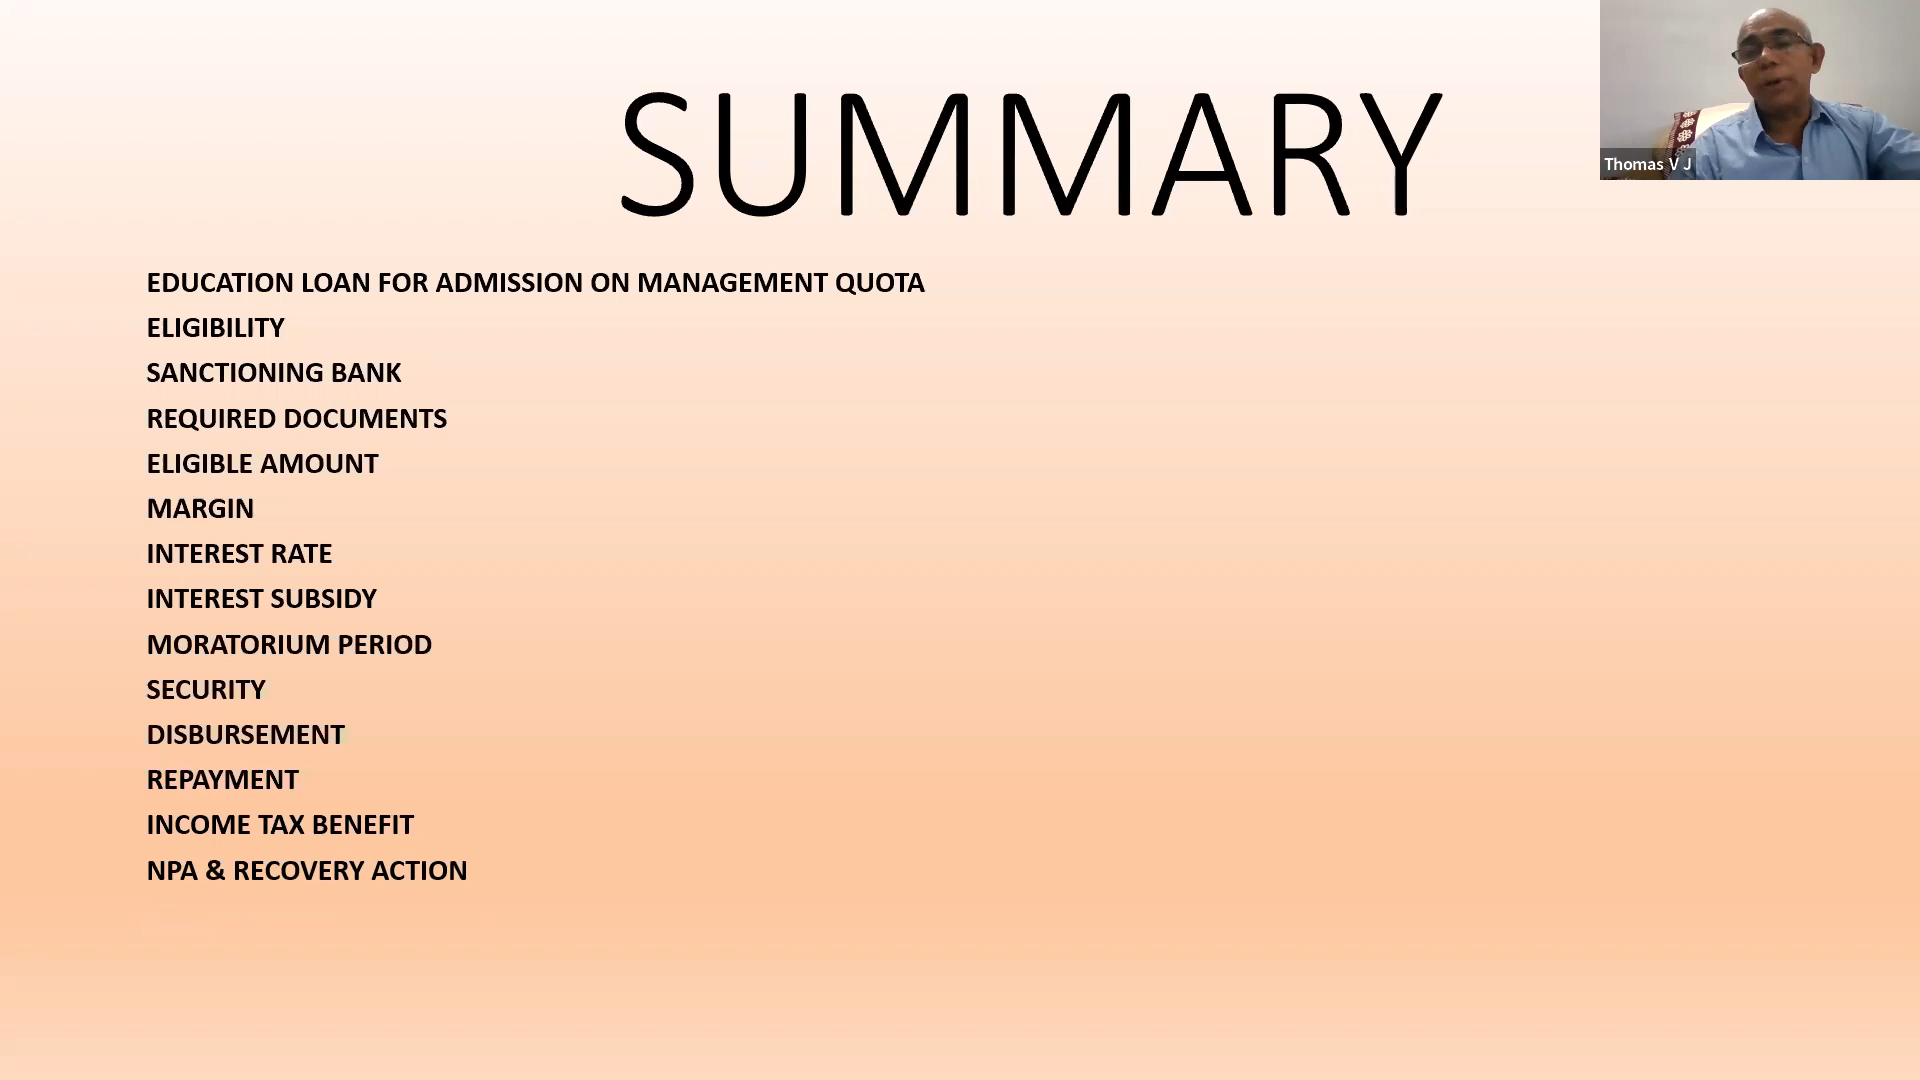 SUMMARY
Thomas V J
EDUCATION LOAN FOR ADMISSION ON MANAGEMENT QUOTA
ELIGIBILITY
SANCTIONING BANK
REQUIRED DOCUMENTS
ELIGIBLE AMOUNT
MARGIN
INTEREST RATE
INTEREST SUBSIDY
MORATORIUM PERIOD
SECURITY
DISBURSEMENT
REPAYMENT
INCOME TAX BENEFIT
NPA & RECOVERY ACTION